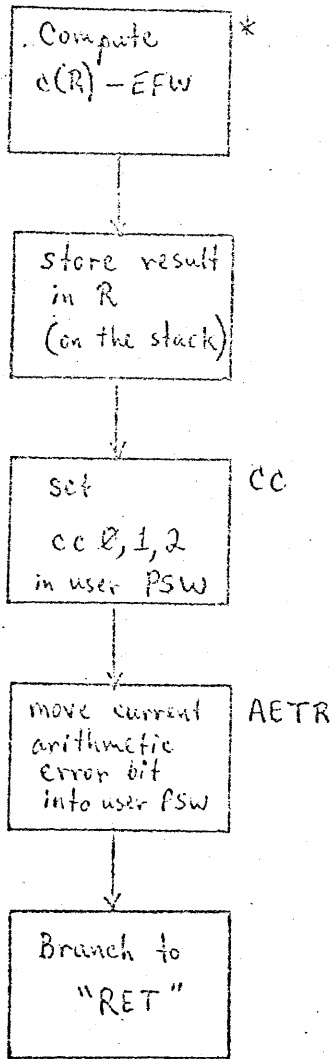 Compute *
c(R) - EFW
store result
in R
(on the stack)
set CC
cc 0, 1, 2
in user PSW
move current AETR
arithmetic
error bit
into user PSW
Branch to
"RET"